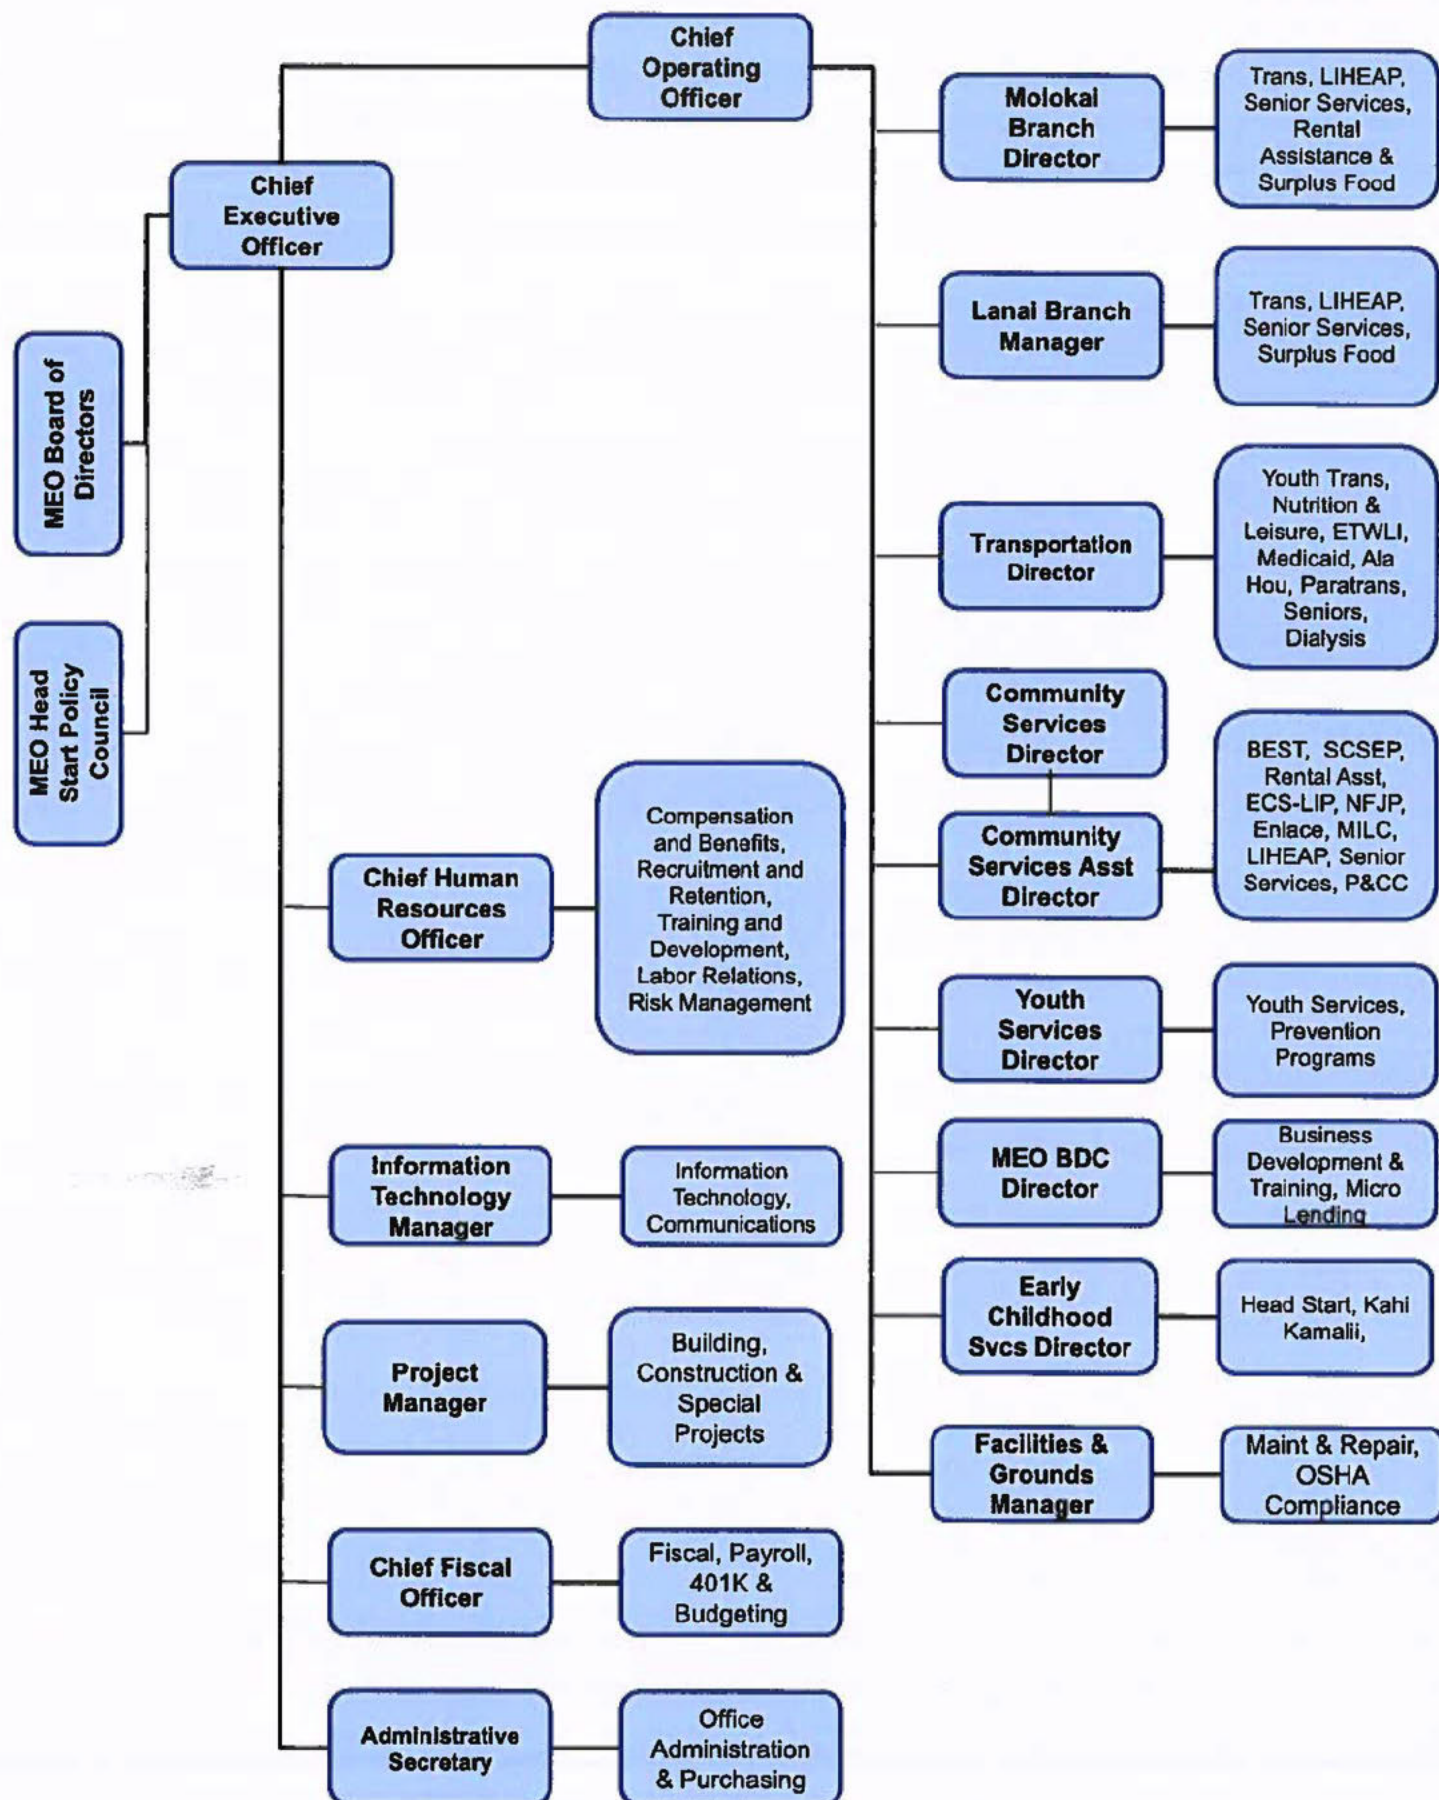 Chief
Operating
Officer
Chief
Executive
Officer
MEO Board of
Directors
MEO Head
Start Policy
Council
Chief Human
Resources
Officer
Compensation
and Benefits,
Recruitment and
Retention,
Training and
Development,
Labor Relations,
Risk Management
Information
Technology
Manager
Information
Technology,
Communications
Project
Manager
Building,
Construction &
Special
Projects
Chief Fiscal
Officer
Fiscal, Payroll,
401K &
Budgeting
Administrative
Secretary
Office
Administration
& Purchasing
Molokai
Branch
Director
Trans, LIHEAP,
Senior Services,
Rental
Assistance &
Surplus Food
Lanai Branch
Manager
Trans, LIHEAP,
Senior Services,
Surplus Food
Transportation
Director
Youth Trans,
Nutrition &
Leisure, ETWLI,
Medicaid, Ala
Hou, Paratrans,
Seniors,
Dialysis
Community
Services
Director
Community
Services Asst
Director
BEST, SCSEP,
Rental Asst,
ECS-LIP, NFJP,
Enlace, MILC,
LIHEAP, Senior
Services, P&CC
Youth
Services
Director
Youth Services,
Prevention
Programs
MEO BDC
Director
Business
Development &
Training, Micro
Lending
Early
Childhood
Svcs Director
Head Start, Kahi
Kamalii,
Facilities &
Grounds
Manager
Maint & Repair,
OSHA
Compliance